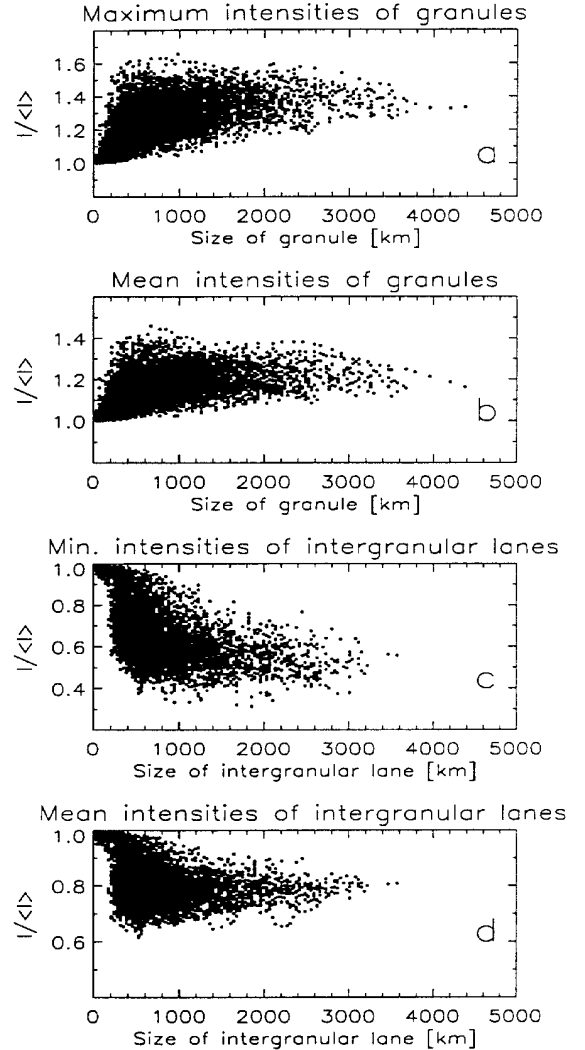 Maximum intensities of granules
1.6
1.4
1.2
1.0
I/<I>
a
0 1000 2000 3000 4000 5000
Size of granule [km]
Mean intensities of granules
1.4
1.2
1.0
I/<I>
b
0 1000 2000 3000 4000 5000
Size of granule [km]
Min. intensities of intergranular lanes
1.0
0.8
0.6
0.4
I/<I>
c
0 1000 2000 3000 4000 5000
Size of intergranular lane [km]
Mean intensities of intergranular lanes
1.0
0.8
0.6
I/<I>
d
0 1000 2000 3000 4000 5000
Size of intergranular lane [km]